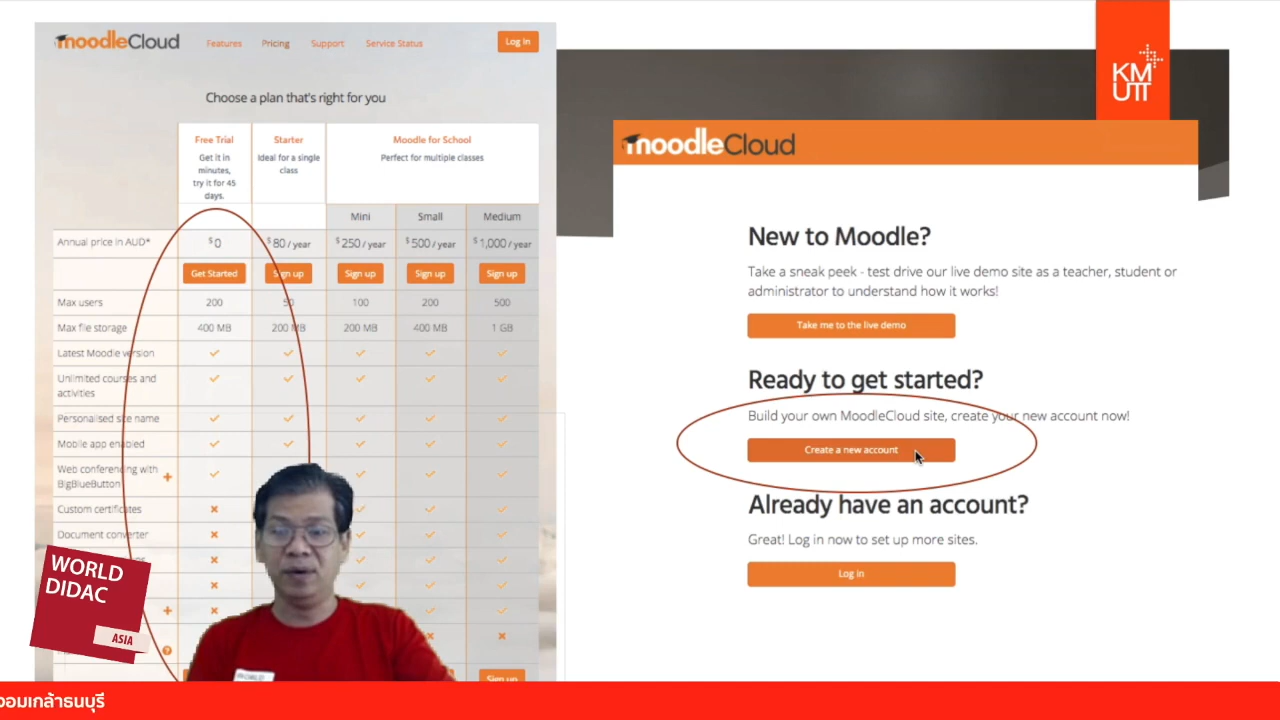 moodleCloud
Features
Pricing
Support
Service Status
Log in
Choose a plan that's right for you
Free Trial
Get it in
minutes,
try it for 45
days.
Starter
Ideal for a single
class
Moodle for School
Perfect for multiple classes
Mini
Small
Medium
Annual price in AUD*
$0
$80 / year
$250 / year
$500 / year
$1,000 / year
Get Started
Sign up
Sign up
Sign up
Sign up
Max users
200
50
100
200
500
Max file storage
400 MB
200 MB
200 MB
400 MB
1 GB
Latest Moodle version
Unlimited courses and
activities
Personalised site name
Mobile app enabled
Web conferencing with
BigBlueButton
Custom certificates
Document converter
Sign up
WORLD
DIDAC
ASIA
KM
UTT
moodleCloud
New to Moodle?
Take a sneak peek - test drive our live demo site as a teacher, student or
administrator to understand how it works!
Take me to the live demo
Ready to get started?
Build your own MoodleCloud site, create your new account now!
Create a new account
Already have an account?
Great! Log in now to set up more sites.
Log in
จอมเกล้าธนบุรี